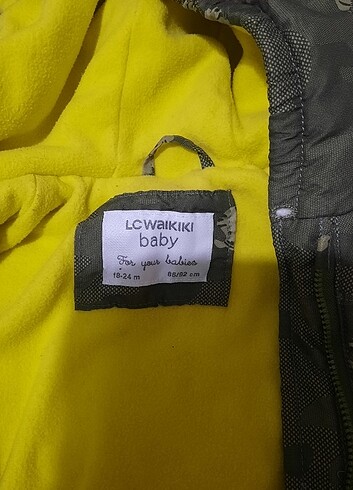 LCWAIKIKI
baby
For your babies
18-24 m 86/92 cm